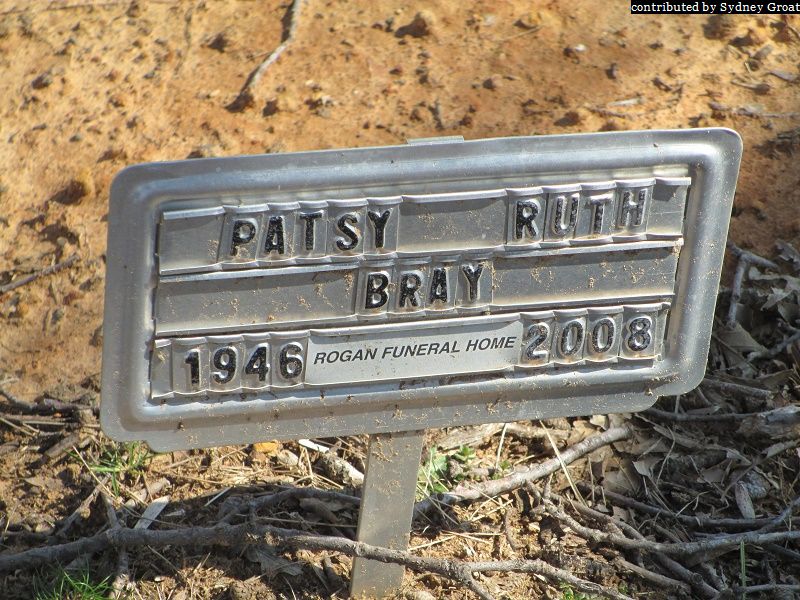 contributed by Sydney Groat
PATSY RUTH
BRAY
1946 ROGAN FUNERAL HOME 2008